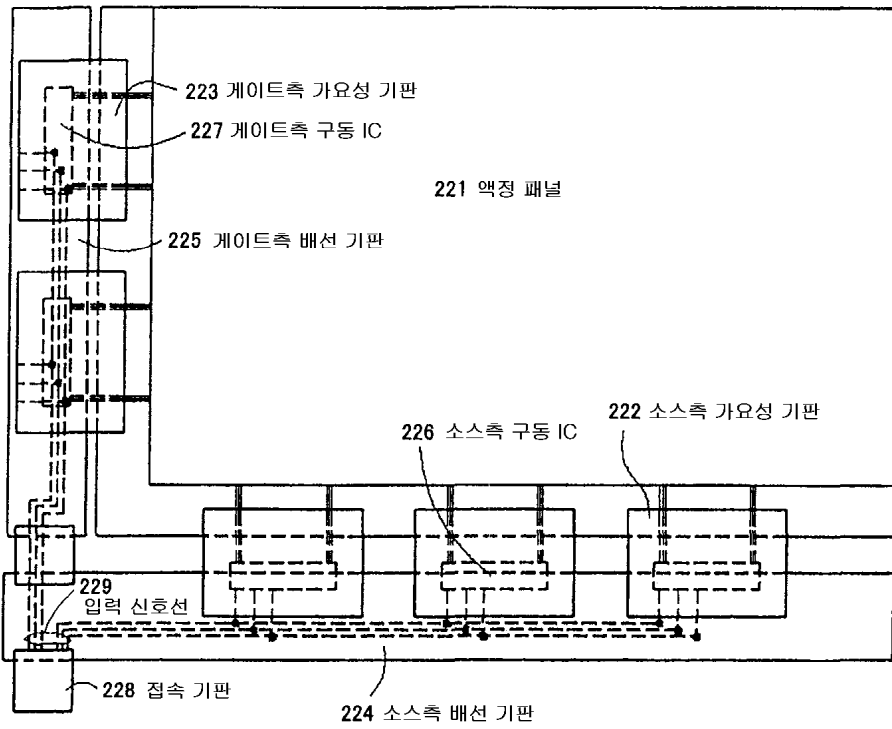 223 게이트측 가요성 기판
227 게이트측 구동 IC
221 액정 패널
225 게이트측 배선 기판
222 소스측 가요성 기판
226 소스측 구동 IC
229
입력 신호선
228 접속 기판
224 소스측 배선 기판